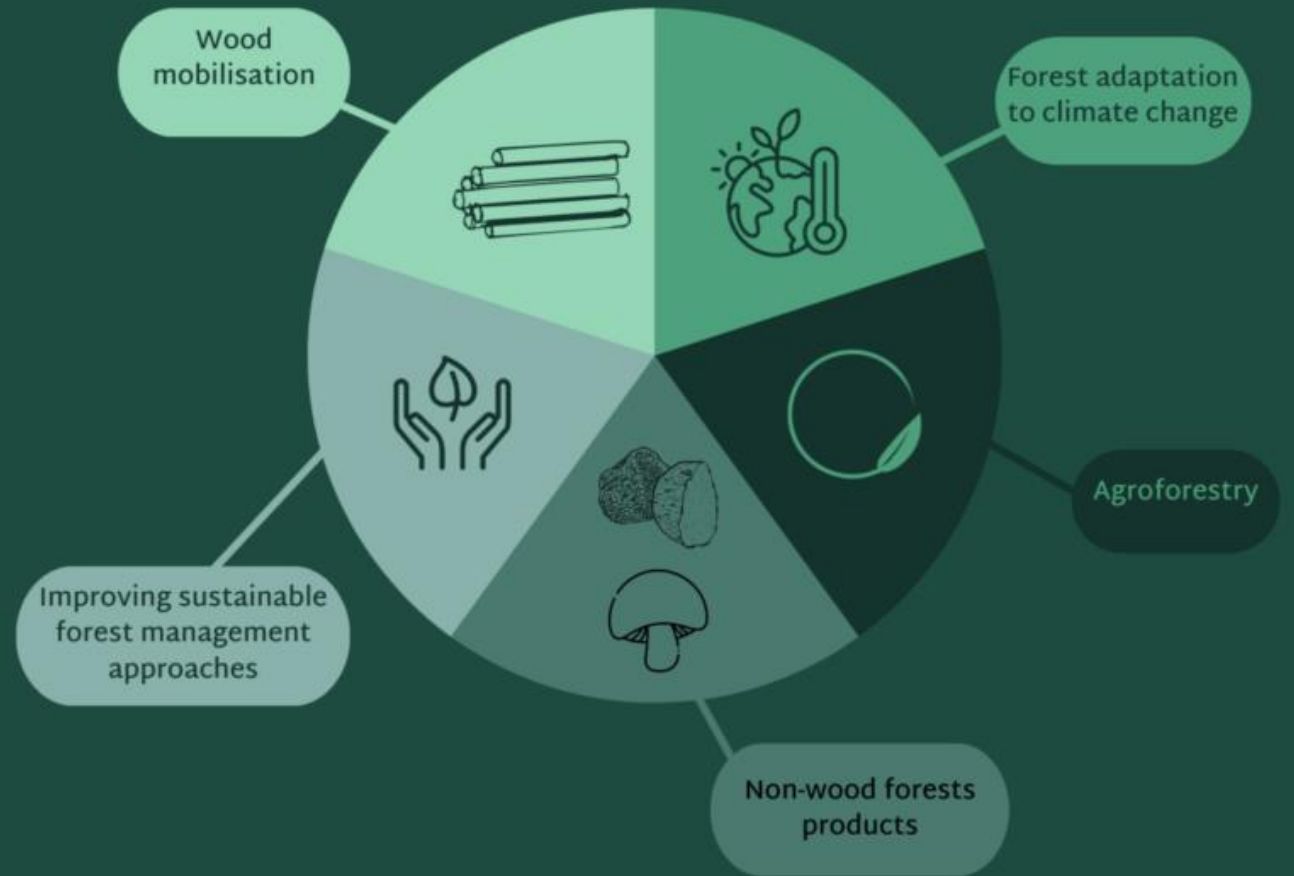 Wood
mobilisation
Forest adaptation
to climate change
Agroforestry
Improving sustainable
forest management
approaches
Non-wood forests
products